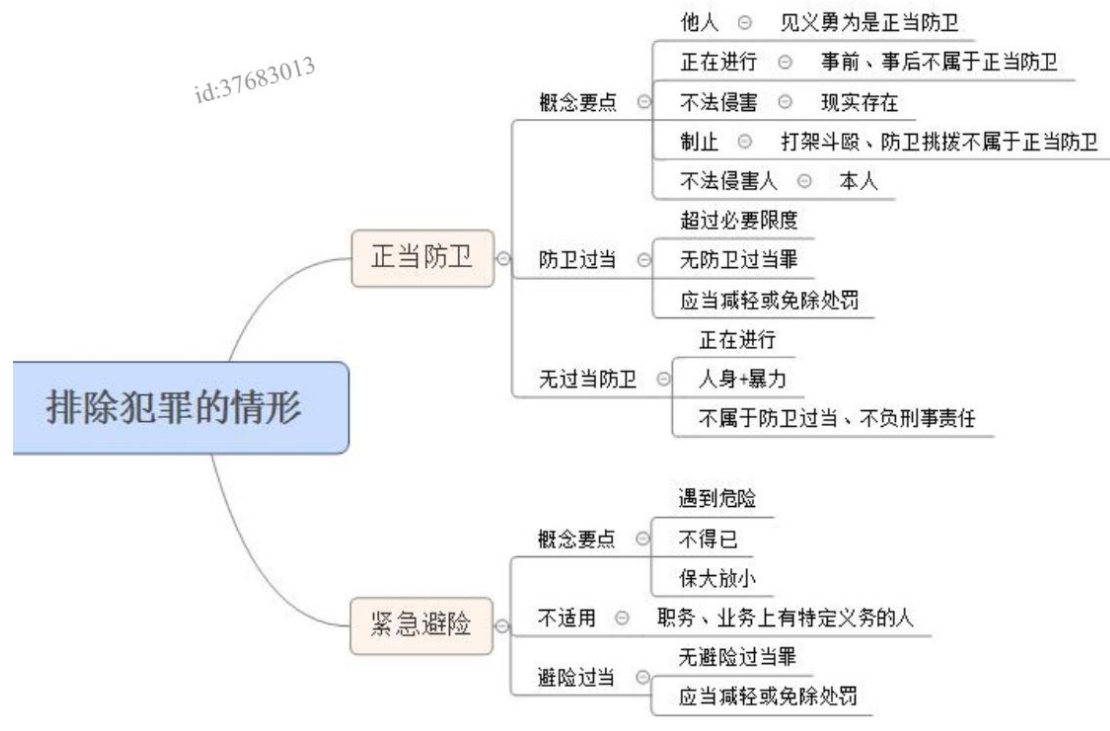 id:37683013
排除犯罪的情形
正当防卫
概念要点
他人 见义勇为是正当防卫
正在进行 事前、事后不属于正当防卫
不法侵害 现实存在
制止 打架斗殴、防卫挑拨不属于正当防卫
不法侵害人 本人
防卫过当
超过必要限度
无防卫过当罪
应当减轻或免除处罚
无过当防卫
正在进行
人身+暴力
不属于防卫过当、不负刑事责任
紧急避险
概念要点
遇到危险
不得已
保大放小
不适用 职务、业务上有特定义务的人
避险过当
无避险过当罪
应当减轻或免除处罚